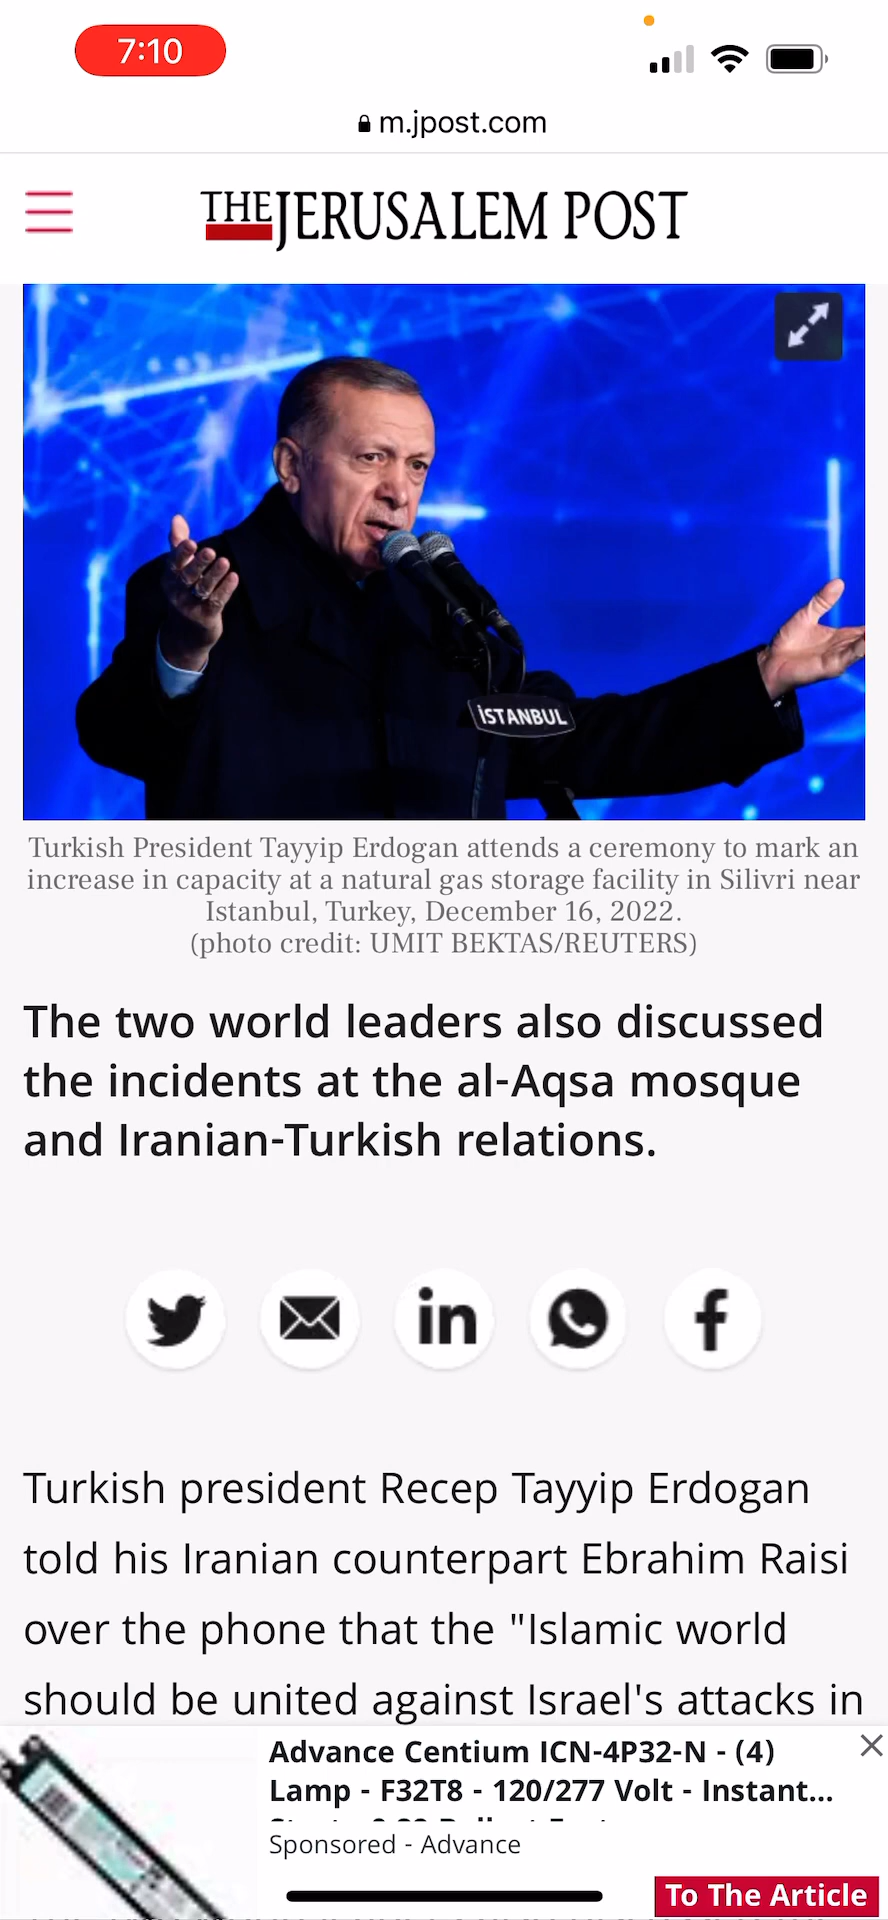 7:10
m.jpost.com
THE JERUSALEM POST
İSTANBUL
Turkish President Tayyip Erdogan attends a ceremony to mark an
increase in capacity at a natural gas storage facility in Silivri near
Istanbul, Turkey, December 16, 2022.
(photo credit: UMIT BEKTAS/REUTERS)
The two world leaders also discussed
the incidents at the al-Aqsa mosque
and Iranian-Turkish relations.
in
f
Turkish president Recep Tayyip Erdogan
told his Iranian counterpart Ebrahim Raisi
over the phone that the "Islamic world
should be united against Israel's attacks in
Advance Centium ICN-4P32-N - (4)
Lamp - F32T8 - 120/277 Volt - Instant...
Sponsored - Advance
To The Article